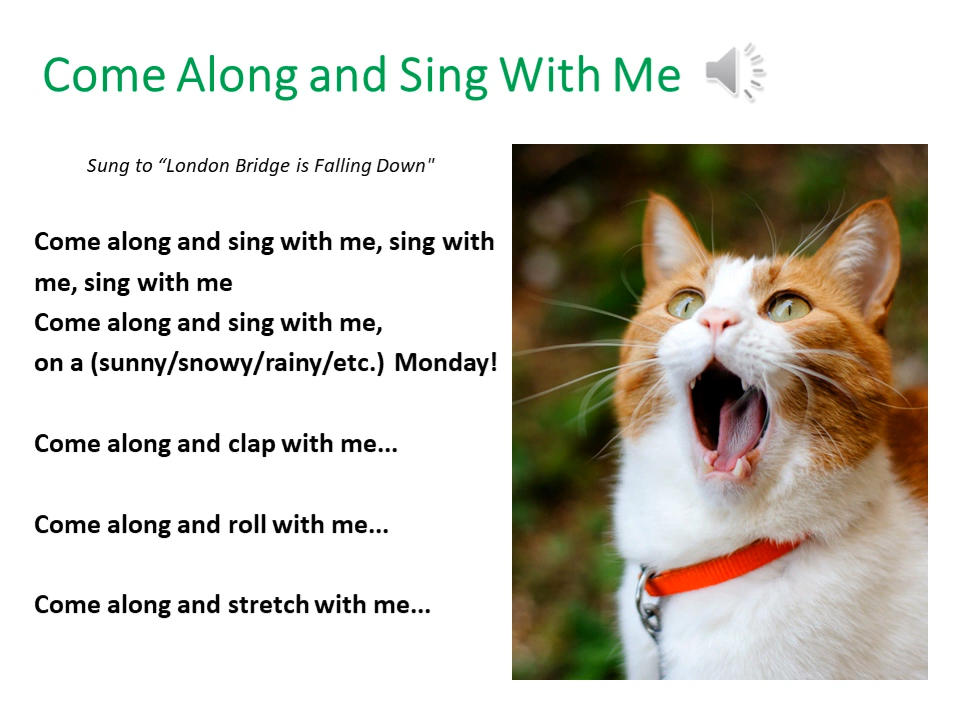 Come Along and Sing With Me
Sung to “London Bridge is Falling Down"
Come along and sing with me, sing with
me, sing with me
Come along and sing with me,
on a (sunny/snowy/rainy/etc.) Monday!
Come along and clap with me...
Come along and roll with me...
Come along and stretch with me...